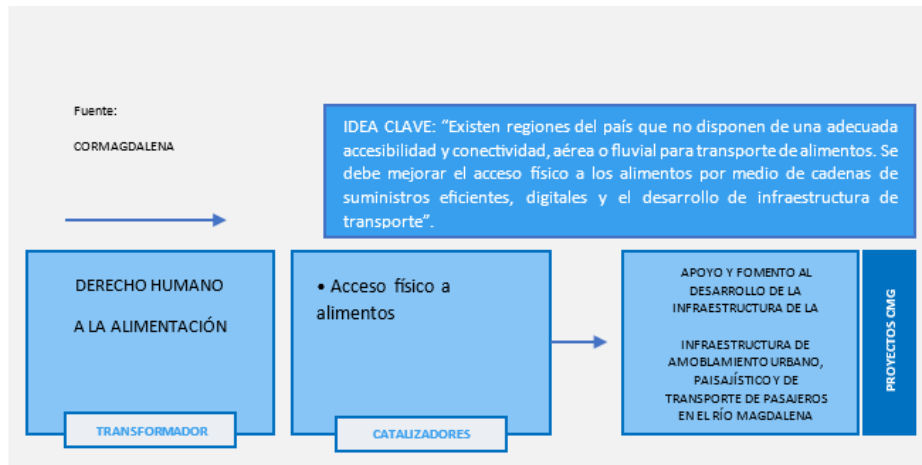 Fuente:
CORMAGDALENA
IDEA CLAVE: “Existen regiones del país que no disponen de una adecuada
accesibilidad y conectividad, aérea o fluvial para transporte de alimentos. Se
debe mejorar el acceso físico a los alimentos por medio de cadenas de
suministros eficientes, digitales y el desarrollo de infraestructura de
transporte”.
DERECHO HUMANO
A LA ALIMENTACIÓN
TRANSFORMADOR
• Acceso físico a
alimentos
CATALIZADORES
APOYO Y FOMENTO AL
DESARROLLO DE LA
INFRAESTRUCTURA DE LA
INFRAESTRUCTURA DE
AMOBLAMIENTO URBANO,
PAISAJÍSTICO Y DE
TRANSPORTE DE PASAJEROS
EN EL RÍO MAGDALENA
PROYECTOS CMG